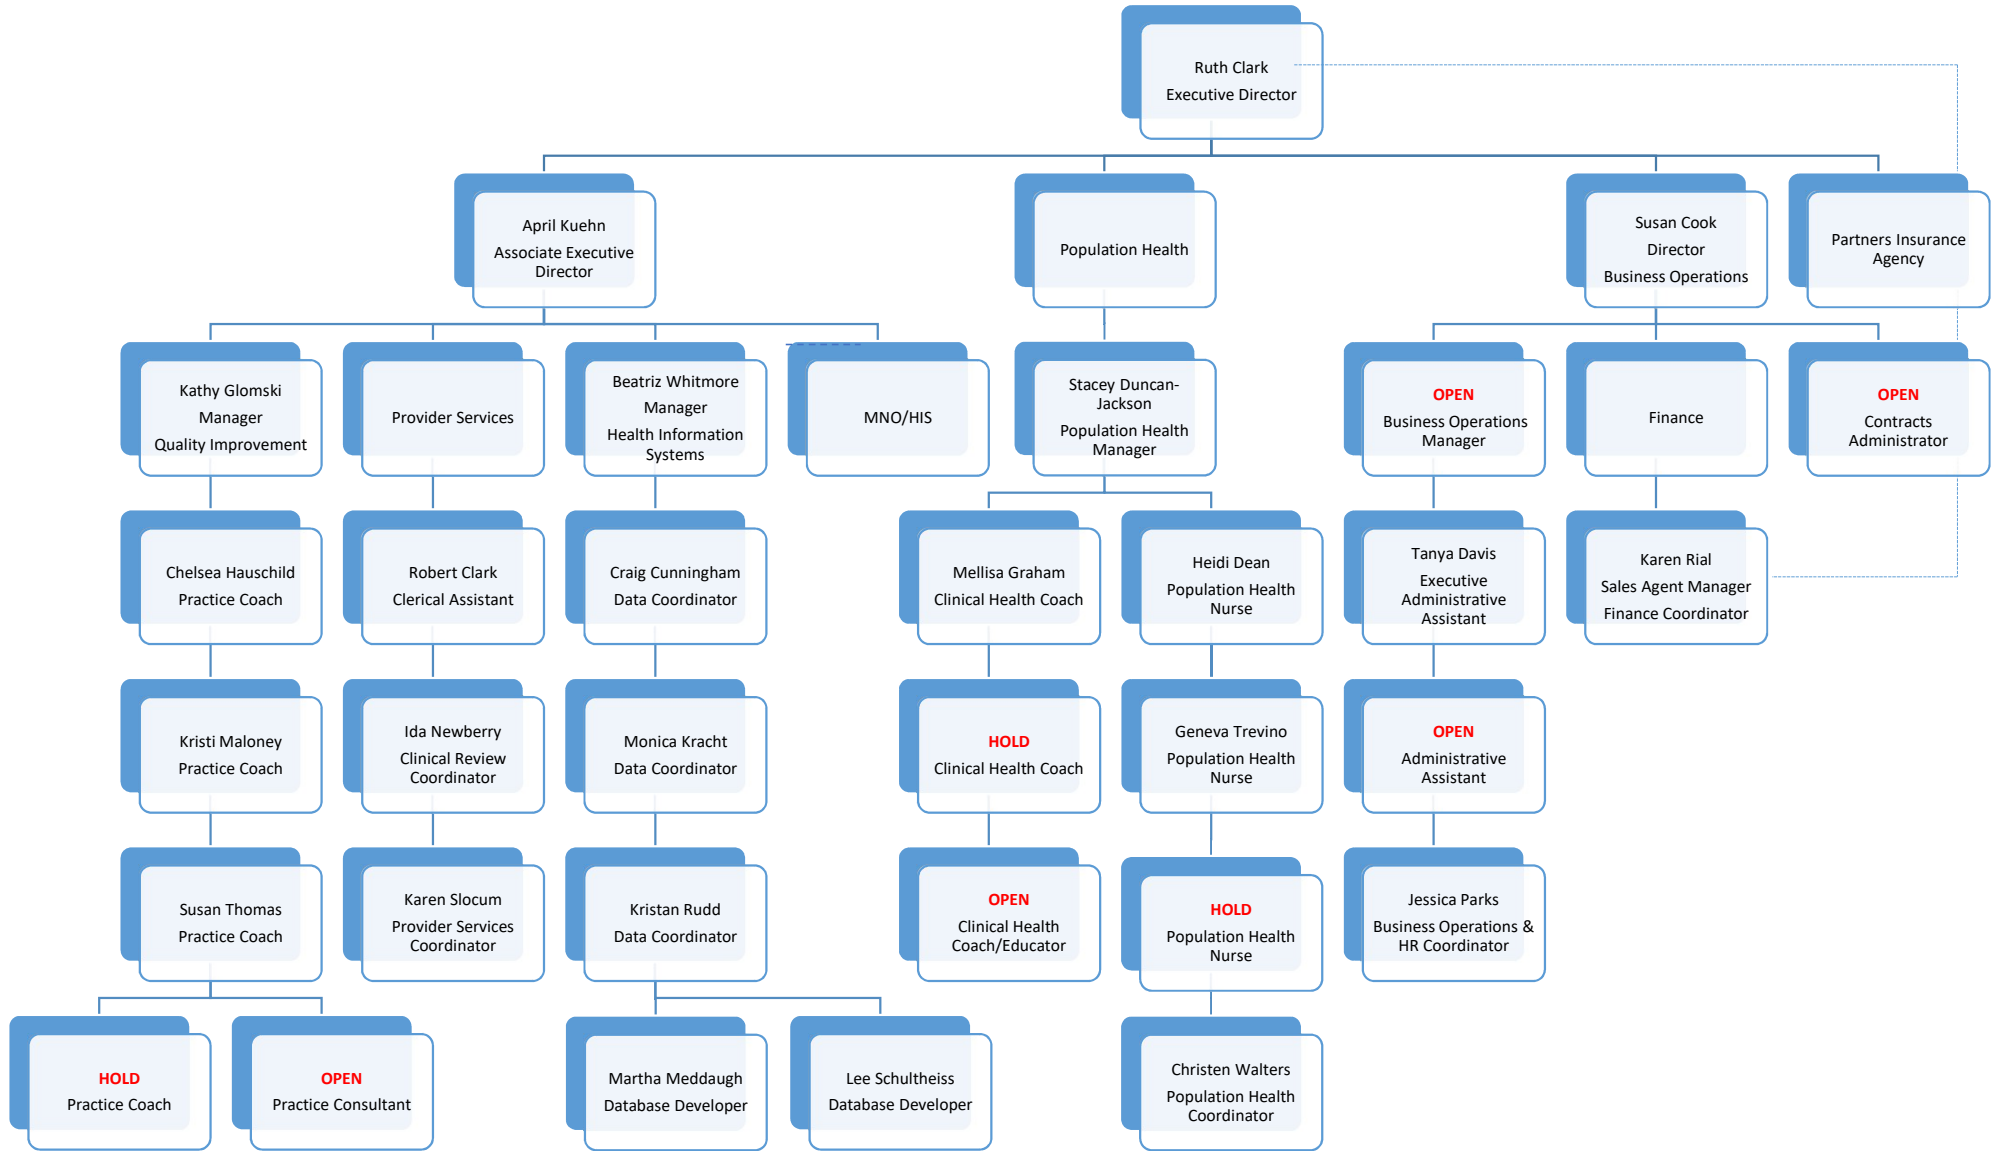 Ruth Clark
Executive Director
April Kuehn
Associate Executive
Director
Population Health
Susan Cook
Director
Business Operations
Partners Insurance
Agency
Kathy Glomski
Manager
Quality Improvement
Provider Services
Beatriz Whitmore
Manager
Health Information
Systems
MNO/HIS
Stacey Duncan-
Jackson
Population Health
Manager
OPEN
Business Operations
Manager
Finance
OPEN
Contracts
Administrator
Chelsea Hauschild
Practice Coach
Robert Clark
Clerical Assistant
Craig Cunningham
Data Coordinator
Mellisa Graham
Clinical Health Coach
Heidi Dean
Population Health
Nurse
Tanya Davis
Executive
Administrative
Assistant
Karen Rial
Sales Agent Manager
Finance Coordinator
Kristi Maloney
Practice Coach
Ida Newberry
Clinical Review
Coordinator
Monica Kracht
Data Coordinator
HOLD
Clinical Health Coach
Geneva Trevino
Population Health
Nurse
OPEN
Administrative
Assistant
Susan Thomas
Practice Coach
Karen Slocum
Provider Services
Coordinator
Kristan Rudd
Data Coordinator
OPEN
Clinical Health
Coach/Educator
HOLD
Population Health
Nurse
Jessica Parks
Business Operations &
HR Coordinator
HOLD
Practice Coach
OPEN
Practice Consultant
Martha Meddaugh
Database Developer
Lee Schultheiss
Database Developer
Christen Walters
Population Health
Coordinator